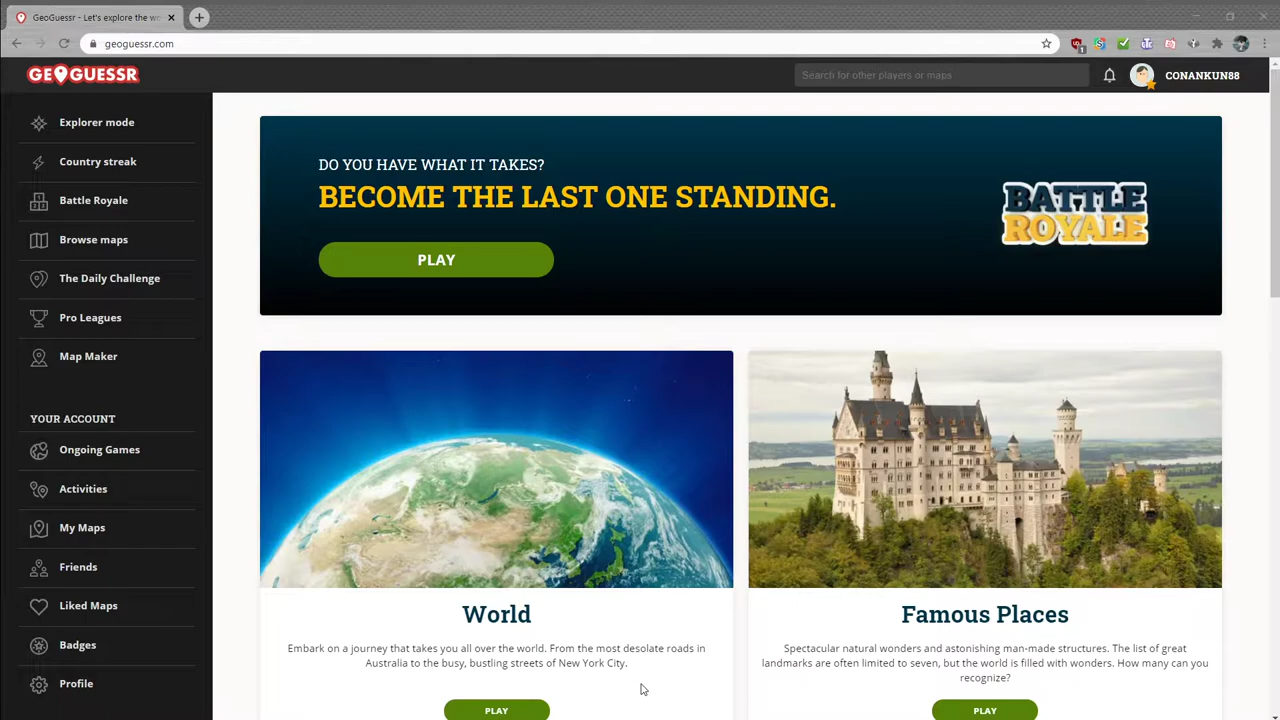 GeoGuessr - Let's explore the wo
geoguessr.com
GEOGUESSR
Search for other players or maps
CONANKUN88
Explorer mode
Country streak
Battle Royale
Browse maps
The Daily Challenge
Pro Leagues
Map Maker
YOUR ACCOUNT
Ongoing Games
Activities
My Maps
Friends
Liked Maps
Badges
Profile
DO YOU HAVE WHAT IT TAKES?
BECOME THE LAST ONE STANDING.
PLAY
BATTLE
ROYALE
World
Embark on a journey that takes you all over the world. From the most desolate roads in
Australia to the busy, bustling streets of New York City.
PLAY
Famous Places
Spectacular natural wonders and astonishing man-made structures. The list of great
landmarks are often limited to seven, but the world is filled with wonders. How many can you
recognize?
PLAY